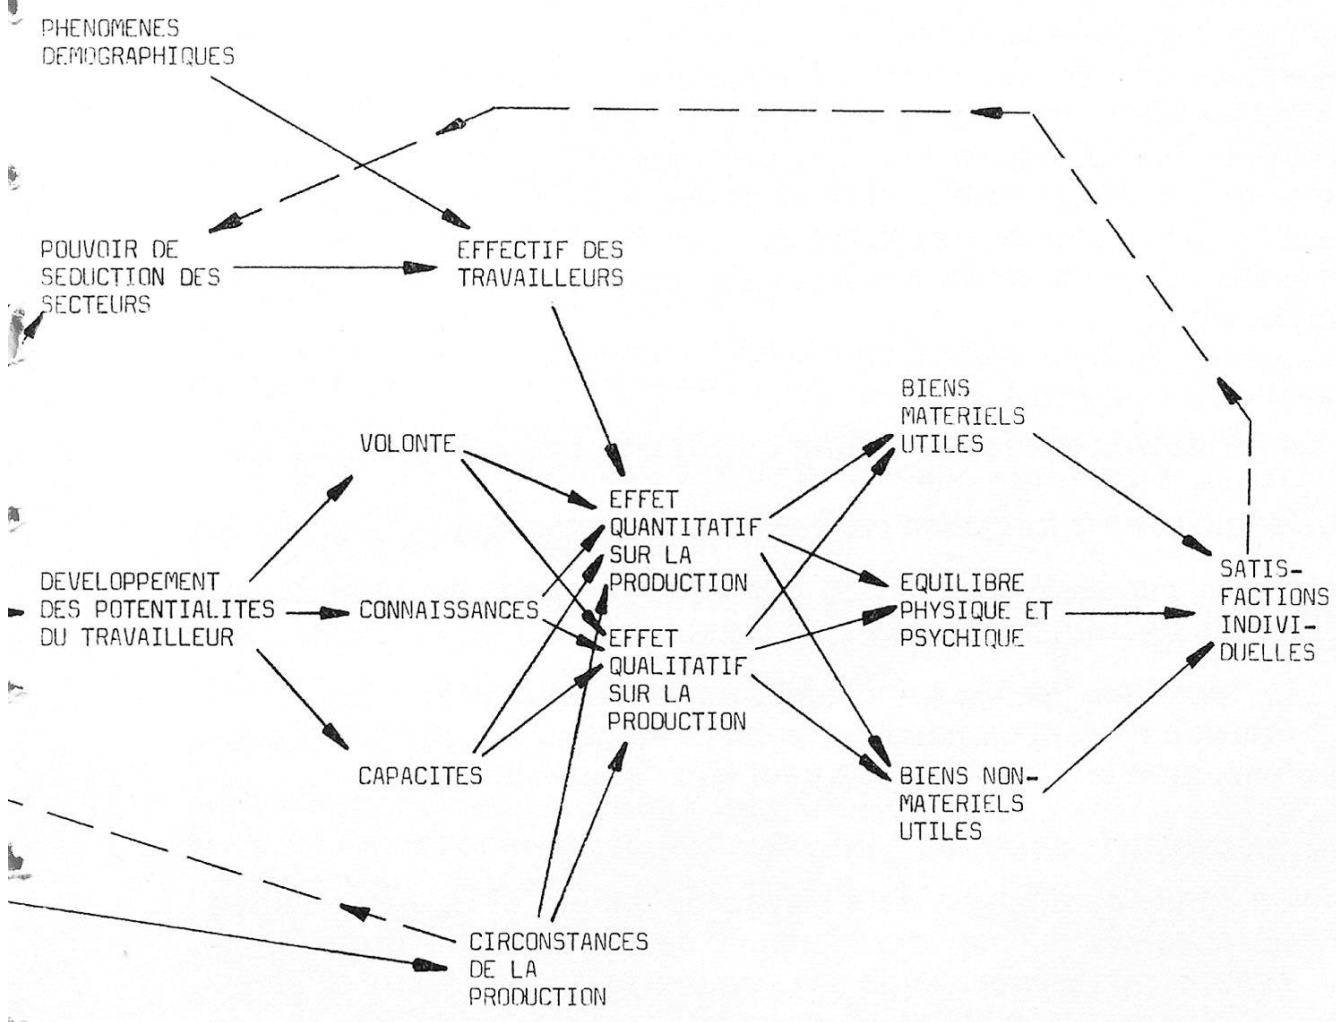 PHENOMENES
DEMOGRAPHIQUES
POUVOIR DE
SEDUCTION DES
SECTEURS
EFFECTIF DES
TRAVAILLEURS
BIENS
MATERIELS
UTILES
VOLONTE
EFFET
QUANTITATIF
SUR LA
PRODUCTION
DEVELOPPEMENT
DES POTENTIALITES
DU TRAVAILLEUR
CONNAISSANCES
EQUILIBRE
PHYSIQUE ET
PSYCHIQUE
SATIS-
FACTIONS
INDIVI-
DUELLES
EFFET
QUALITATIF
SUR LA
PRODUCTION
CAPACITES
BIENS NON-
MATERIELS
UTILES
CIRCONSTANCES
DE LA
PRODUCTION